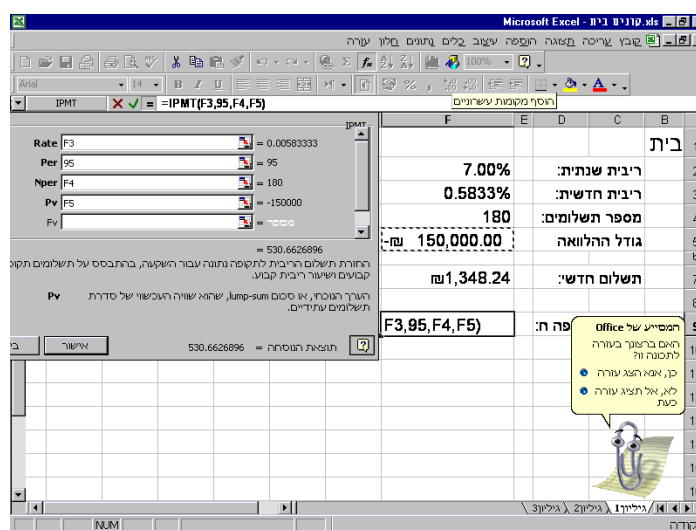 Microsoft Excel - קוניח בית.xls
קובץ עריכה תצוגה הוספה עיצוב כלים נתונים חלון עזרה
100%
Arial 14 B I U
הוסף מקומות עשרוניים
IPMT =IPMT(F3,95,F4,F5)
IPMT
Rate F3 = 0.00583333
Per 95 = 95
Nper F4 = 180
Pv F5 = -150000
Fv = מספר
= 530.6626896
החזרת תשלום הריבית לתקופה נתונה עבור השקעה, בהתבסס על תשלומים
קבועים ושיעור ריבית קבוע.
Pv הערך הנוכחי, או סכום lump-sum, שהוא שוויה העכשווי של סדרת
תשלומים עתידיים.
תוצאת הנוסחה = 530.6626896
אישור
F E D C B
בית
ריבית שנתית: 7.00%
ריבית חדשית: 0.5833%
מספר תשלומים: 180
גודל ההלוואה: -₪ 150,000.00
תשלום חדשי: ₪1,348.24
פה ח: F3,95,F4,F5)
המסייע של Office
האם ברצונך בעזרה
לתכונה זו?
כן, אנא הצג עזרה
לא, אל תציג עזרה
כעת
גיליון1 גיליון2 גיליון3
NUM